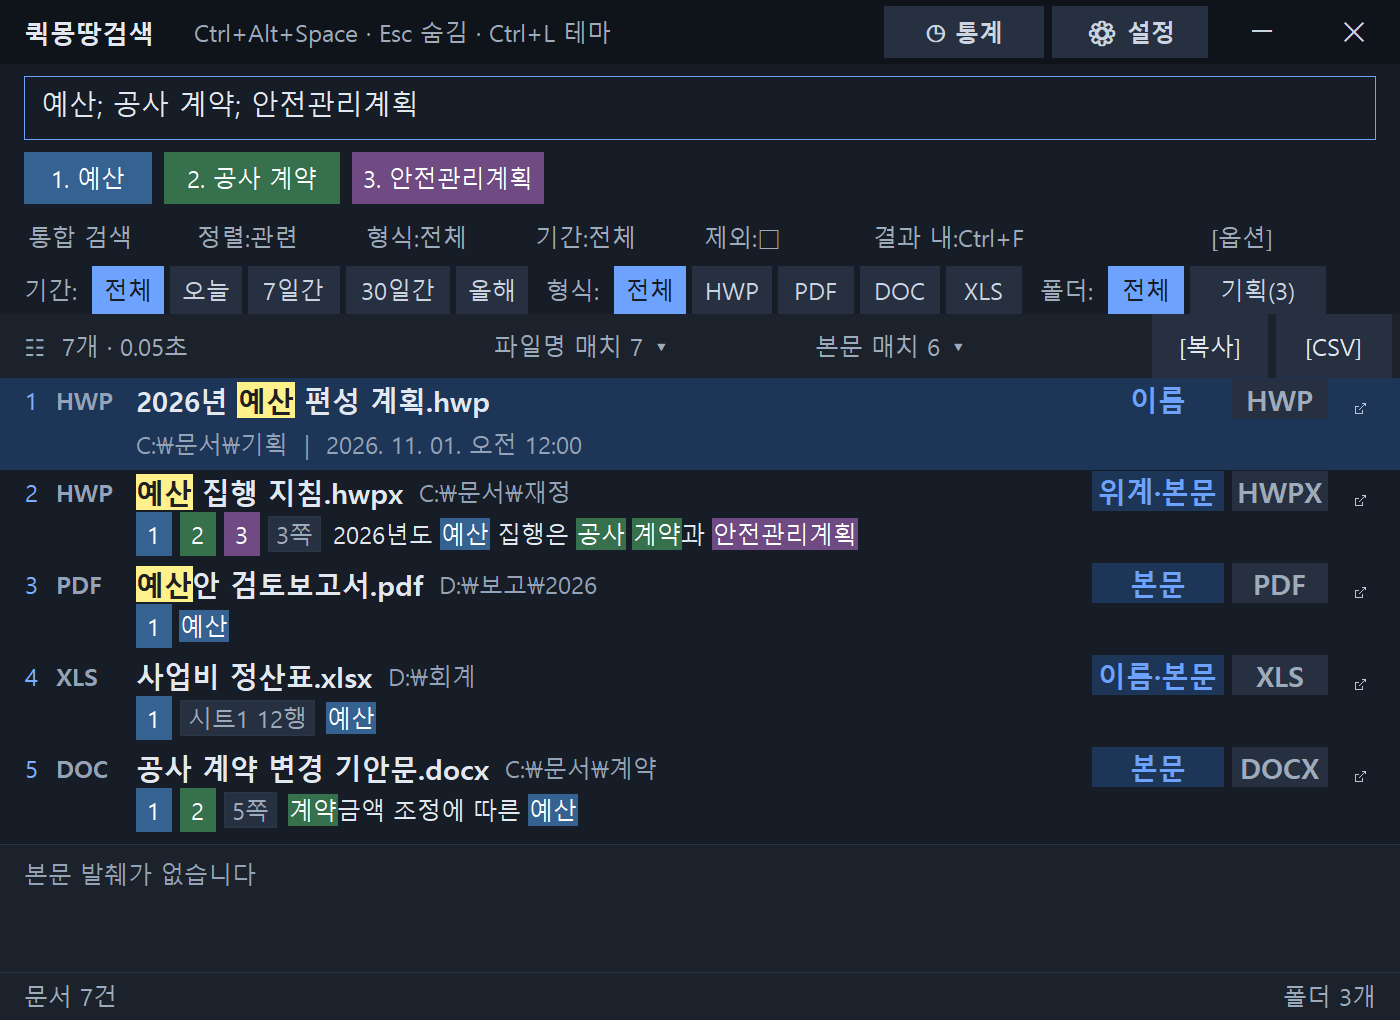 퀵몽땅검색 Ctrl+Alt+Space · Esc 숨김 · Ctrl+L 테마 통계 설정
예산; 공사 계약; 안전관리계획
1. 예산 2. 공사 계약 3. 안전관리계획
통합 검색 정렬:관련 형식:전체 기간:전체 제외:□ 결과 내:Ctrl+F [옵션]
기간: 전체 오늘 7일간 30일간 올해 형식: 전체 HWP PDF DOC XLS 폴더: 전체 기획(3)
7개 · 0.05초 파일명 매치 7 ▾ 본문 매치 6 ▾ [복사] [CSV]
1 HWP 2026년 예산 편성 계획.hwp 이름 HWP
C:₩문서₩기획 | 2026. 11. 01. 오전 12:00
2 HWP 예산 집행 지침.hwpx C:₩문서₩재정 위계·본문 HWPX
1 2 3 3쪽 2026년도 예산 집행은 공사 계약과 안전관리계획
3 PDF 예산안 검토보고서.pdf D:₩보고₩2026 본문 PDF
1 예산
4 XLS 사업비 정산표.xlsx D:₩회계 이름·본문 XLS
1 시트1 12행 예산
5 DOC 공사 계약 변경 기안문.docx C:₩문서₩계약 본문 DOCX
1 2 5쪽 계약금액 조정에 따른 예산
본문 발췌가 없습니다
문서 7건 폴더 3개